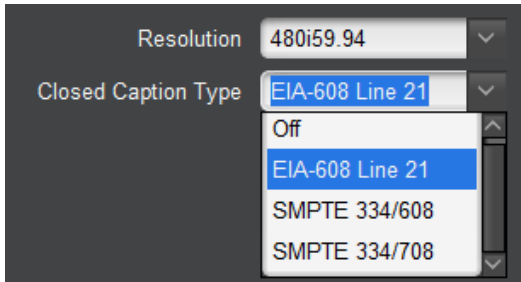 Resolution 480i59.94
Closed Caption Type EIA-608 Line 21
Off
EIA-608 Line 21
SMPTE 334/608
SMPTE 334/708